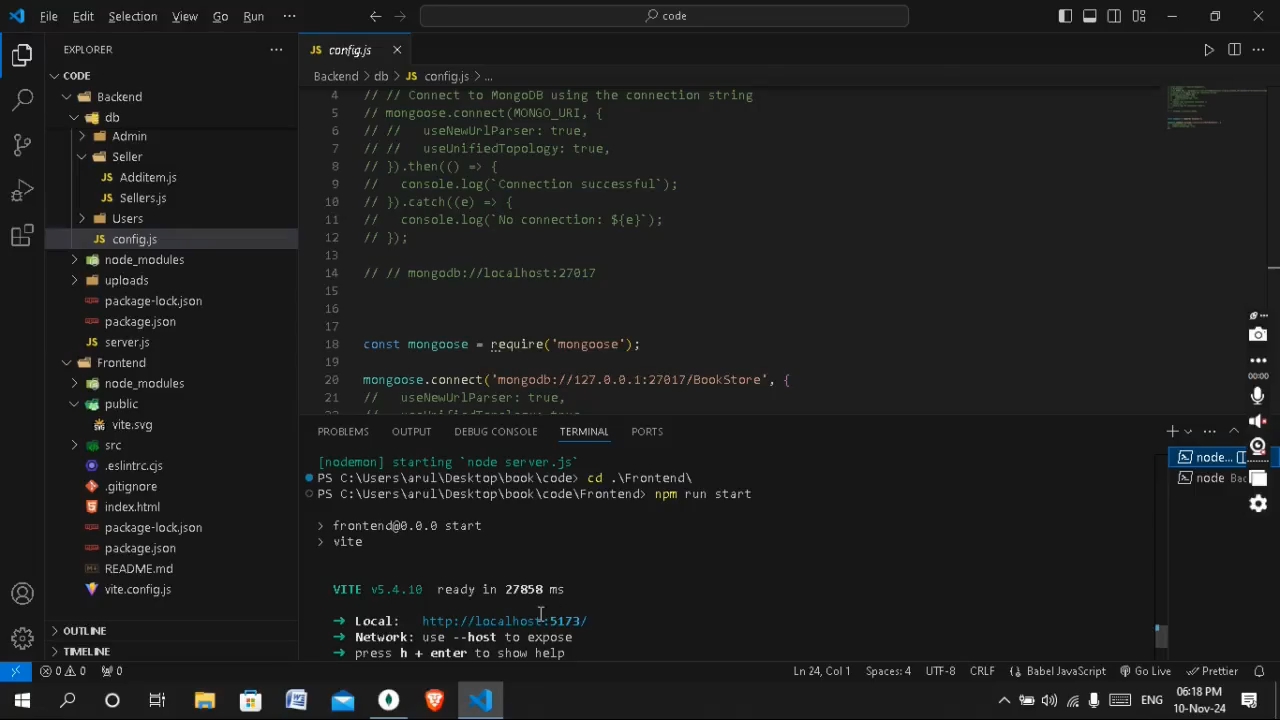 File Edit Selection View Go Run ··· code
EXPLORER ···
CODE
Backend
db
Admin
Seller
JS Additem.js
JS Sellers.js
Users
JS config.js
node_modules
uploads
package-lock.json
package.json
JS server.js
Frontend
node_modules
public
vite.svg
src
.eslintrc.cjs
.gitignore
index.html
package-lock.json
package.json
README.md
vite.config.js
OUTLINE
TIMELINE
JS config.js
Backend > db > JS config.js > ...
4 // // Connect to MongoDB using the connection string
5 // mongoose.connect(MONGO_URI, {
6 // // useNewUrlParser: true,
7 // // useUnifiedTopology: true,
8 // }).then(() => {
9 // console.log(`Connection successful`);
10 // }).catch((e) => {
11 // console.log(`No connection: ${e}`);
12 // });
13
14 // // mongodb://localhost:27017
15
16
17
18 const mongoose = require('mongoose');
19
20 mongoose.connect('mongodb://127.0.0.1:27017/BookStore', {
21 // useNewUrlParser: true,
PROBLEMS OUTPUT DEBUG CONSOLE TERMINAL PORTS
[nodemon] starting `node server.js`
PS C:\Users\arul\Desktop\book\code> cd .\Frontend\
PS C:\Users\arul\Desktop\book\code\Frontend> npm run start
> frontend@0.0.0 start
> vite
VITE v5.4.10 ready in 27858 ms
➜ Local: http://localhost:5173/
➜ Network: use --host to expose
➜ press h + enter to show help
node...
node Bac
00:00
0 0 0
Ln 24, Col 1 Spaces: 4 UTF-8 CRLF {} Babel JavaScript Go Live Prettier
ENG
06:18 PM
10-Nov-24